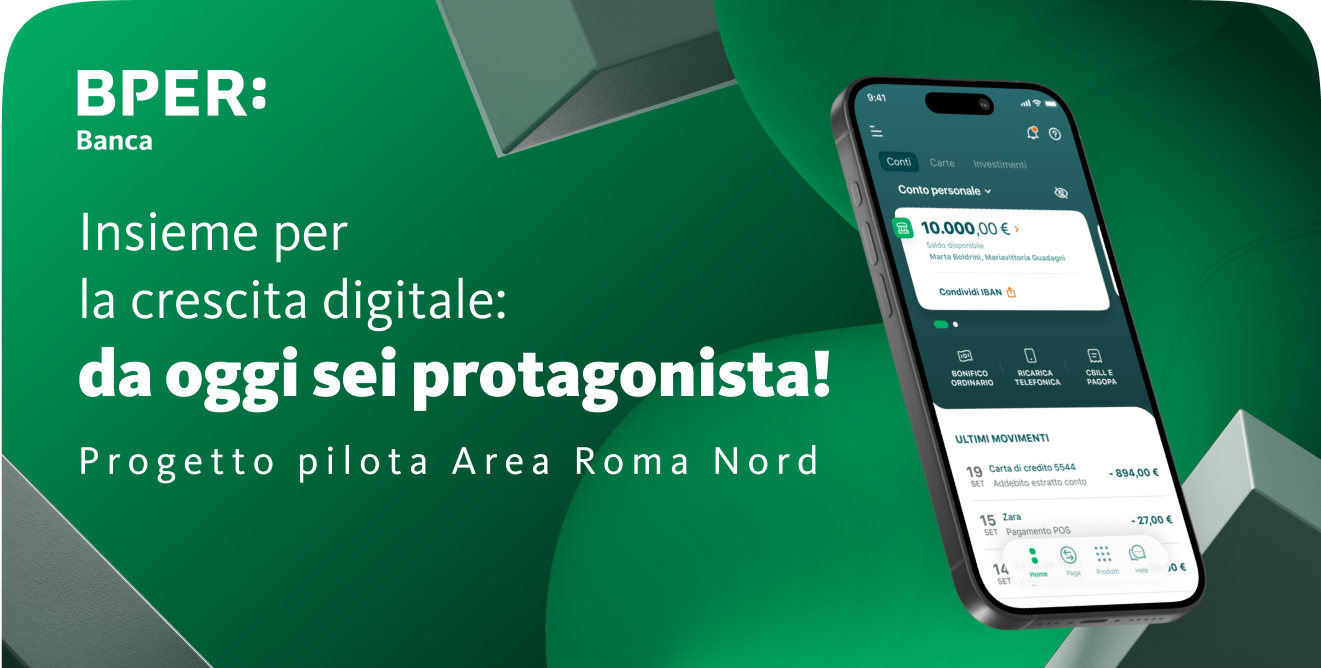 BPER:
Banca
Insieme per
la crescita digitale:
da oggi sei protagonista!
Progetto pilota Area Roma Nord
9:41
Conti Carte Investimenti
Conto personale
10.000,00 € ›
Saldo disponibile
Marta Boldrini, Mariavittoria Guadagni
Condividi IBAN
BONIFICO ORDINARIO
RICARICA TELEFONICA
CBILL E PAGOPA
ULTIMI MOVIMENTI
19 SET Carta di credito 5544 - 894,00 €
Addebito estratto conto
15 SET Zara - 27,00 €
Pagamento POS
14 SET
Home Paga Prodotti Help